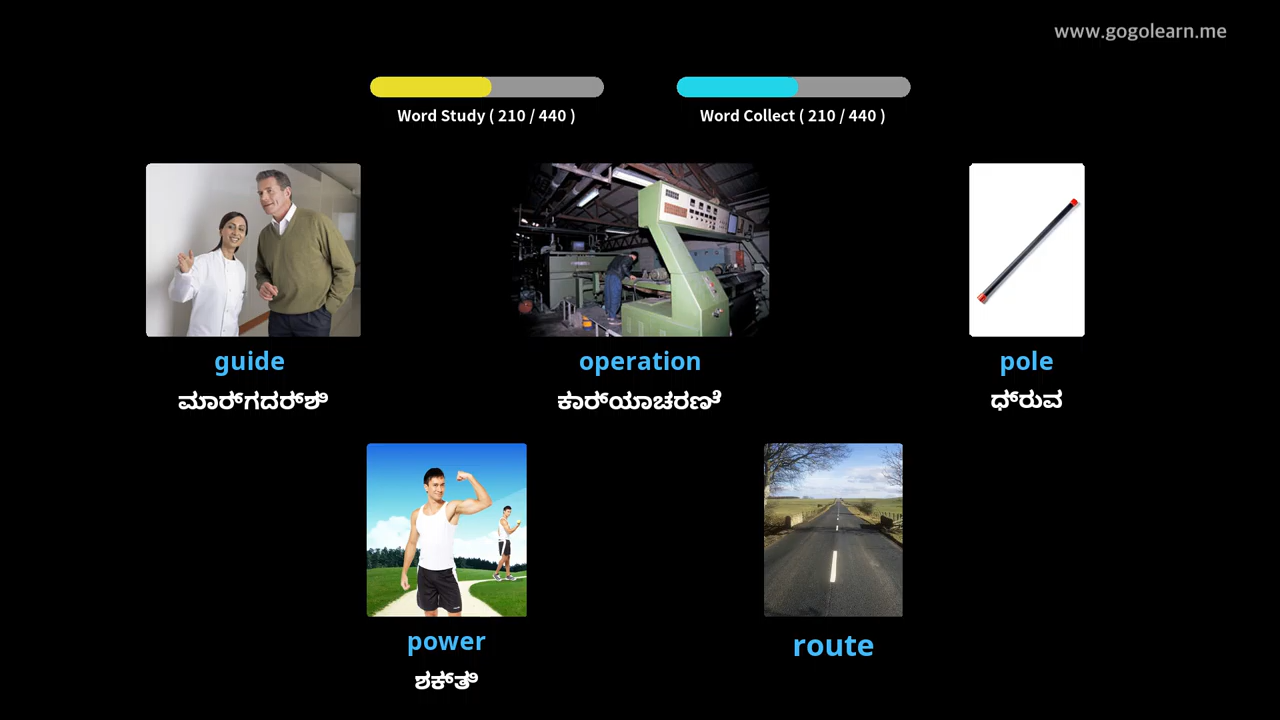 www.gogolearn.me
Word Study ( 210 / 440 )
Word Collect ( 210 / 440 )
guide
operation
pole
ಮಾರ್ಗದರ್ಶಿ
ಕಾರ್ಯಾಚರಣೆ
ಧ್ರುವ
power
route
ಶಕ್ತಿ